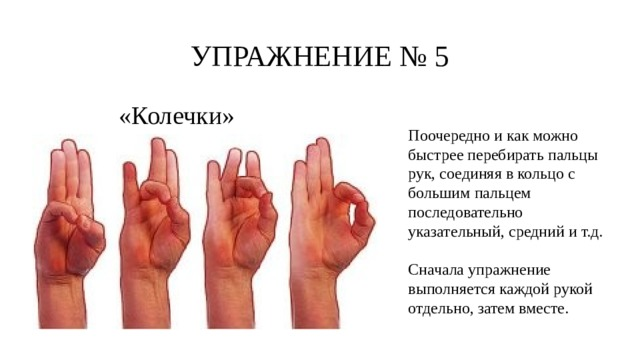 УПРАЖНЕНИЕ № 5
«Колечки»
Поочередно и как можно
быстрее перебирать пальцы
рук, соединяя в кольцо с
большим пальцем
последовательно
указательный, средний и т.д.
Сначала упражнение
выполняется каждой рукой
отдельно, затем вместе.